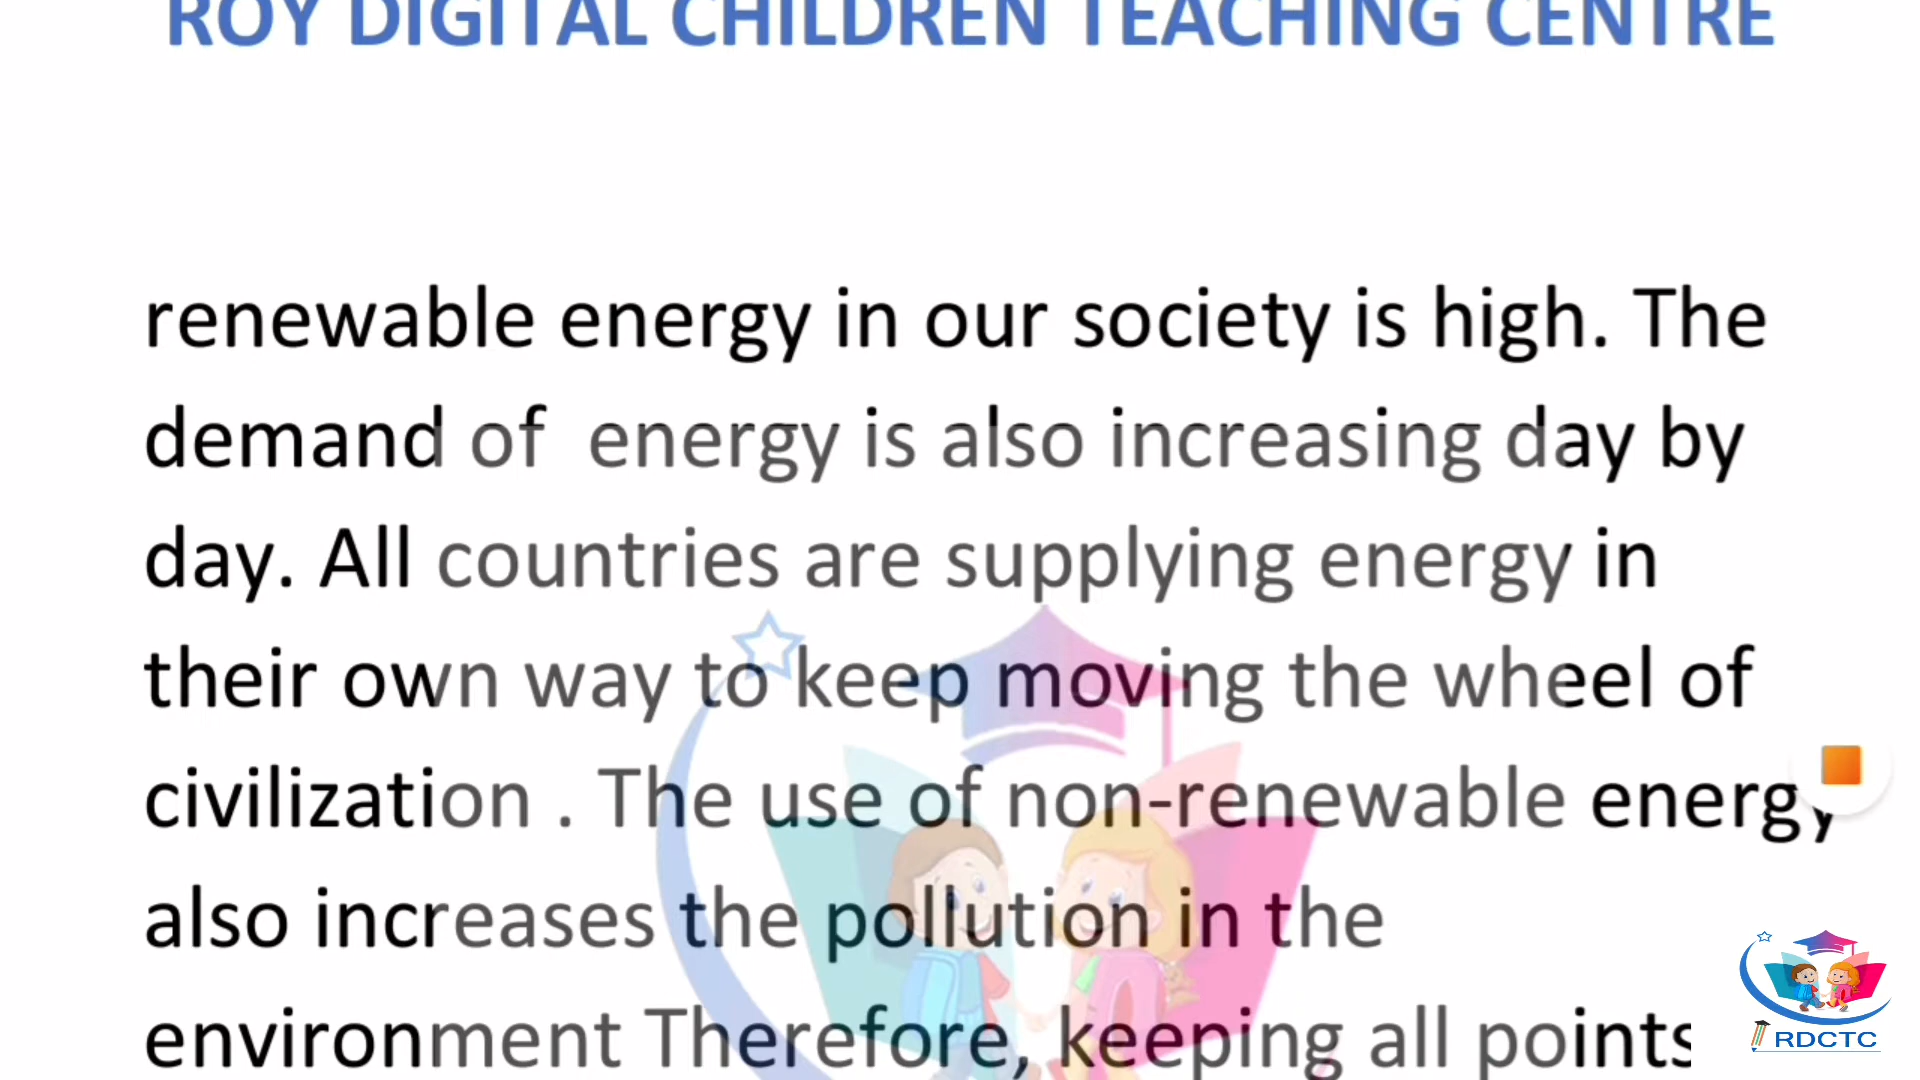 ROY DIGITAL CHILDREN TEACHING CENTRE
renewable energy in our society is high. The
demand of  energy is also increasing day by
day. All countries are supplying energy in
their own way to keep moving the wheel of
civilization . The use of non-renewable energy
also increases the pollution in the
environment Therefore, keeping all points
RDCTC